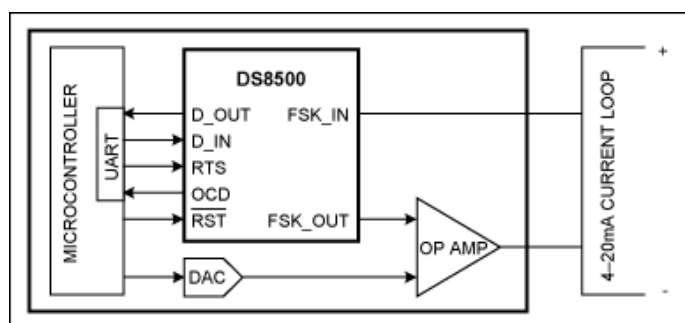 MICROCONTROLLER
UART
DS8500
D_OUT FSK_IN
D_IN
RTS
OCD
RST FSK_OUT
DAC
OP AMP
4–20mA CURRENT LOOP
+
-